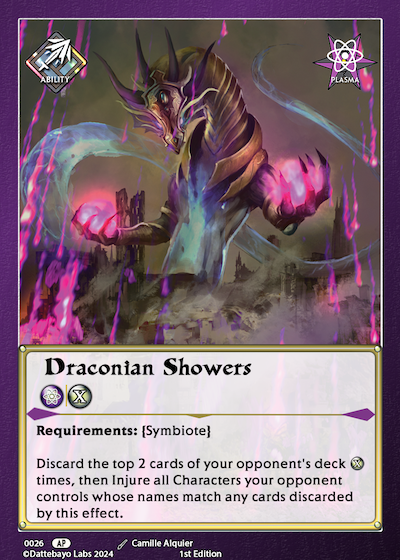 ABILITY
PLASMA
Draconian Showers
X
Requirements: {Symbiote}
Discard the top 2 cards of your opponent's deck X
times, then Injure all Characters your opponent
controls whose names match any cards discarded
by this effect.
0026 AP Camille Alquier
©Dattebayo Labs 2024 1st Edition